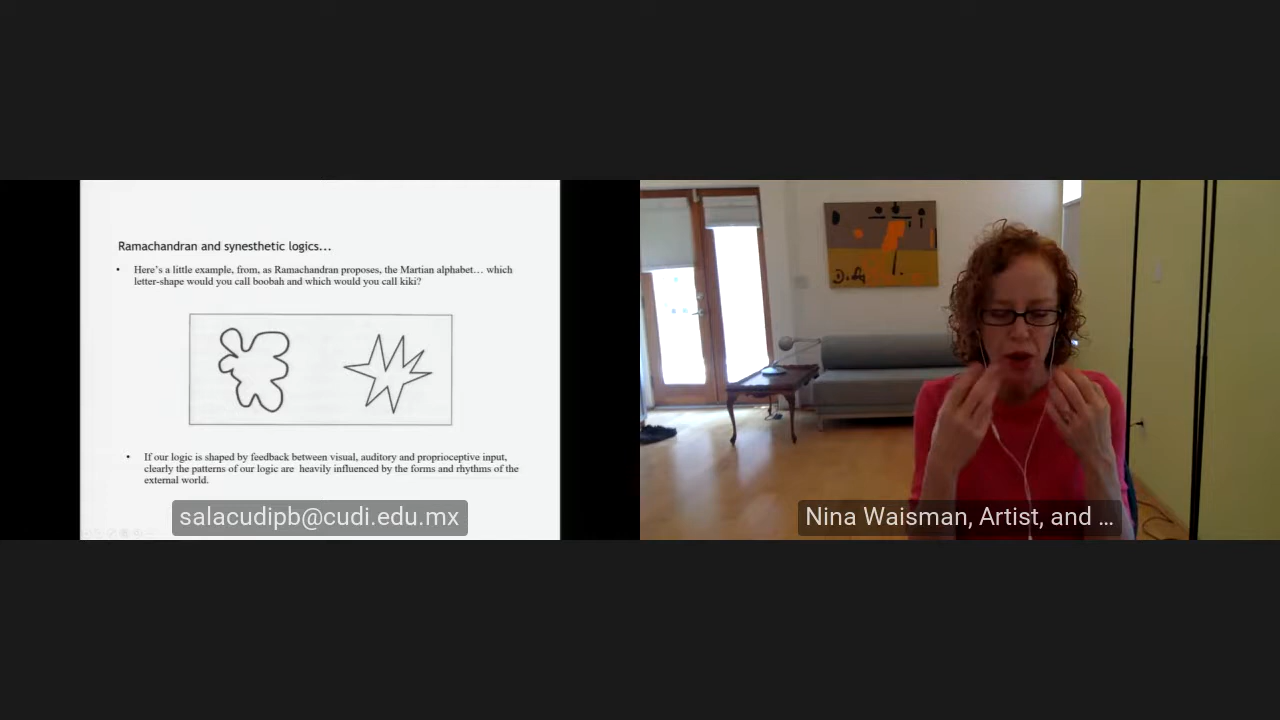 Ramachandran and synesthetic logics...
• Here's a little example, from, as Ramachandran proposes, the Martian alphabet… which
letter-shape would you call boobah and which would you call kiki?
• If our logic is shaped by feedback between visual, auditory and proprioceptive input,
clearly the patterns of our logic are heavily influenced by the forms and rhythms of the
external world.
salacudipb@cudi.edu.mx
Nina Waisman, Artist, and ...